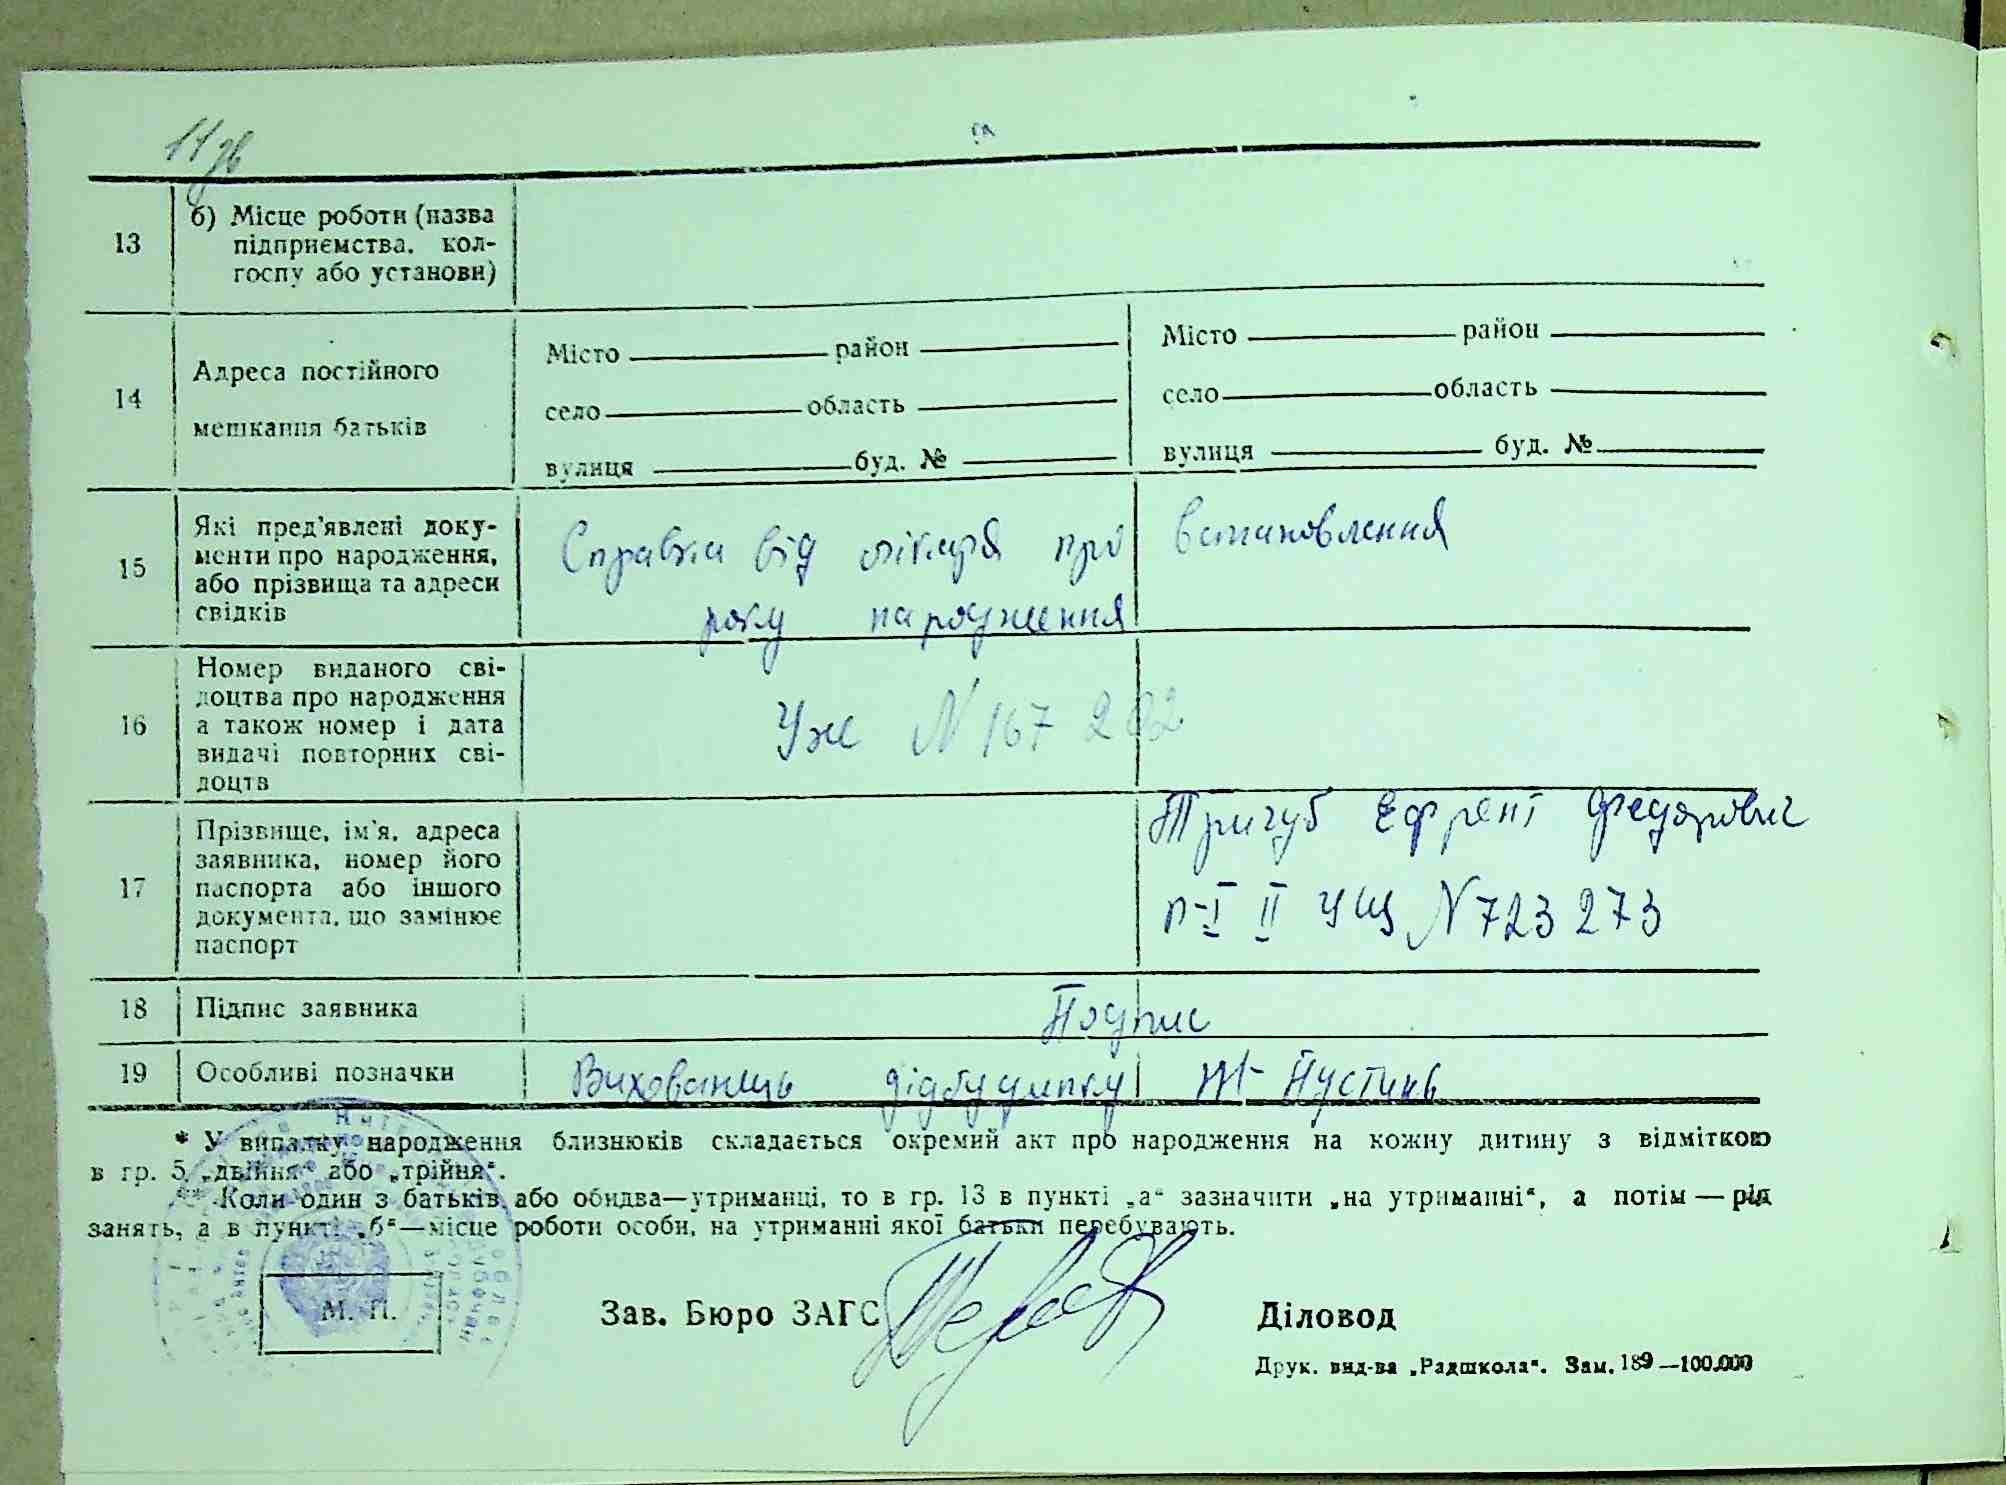 11 зв
13
б) Місце роботи (назва
підприємства, кол-
госпу або установи)
14
Адреса постійного
мешкання батьків
Місто район
село область
вулиця буд. №
Місто район
село область
вулиця буд. №
15
Які пред'явлені доку-
менти про народження,
або прізвища та адреси
свідків
Справка від лікаря про встановлення
року народження
16
Номер виданого сві-
доцтва про народження
а також номер і дата
видачі повторних сві-
доцтв
Уж N 167 202
17
Прізвище, ім'я, адреса
заявника, номер його
паспорта або іншого
документа, що замінює
паспорт
Тригуб Ефрент Федорович
п-I II УЩ N 723 273
18
Підпис заявника
Подпис
19
Особливі позначки
Вихованець дідбудинку Пустинь
* У випадку народження близнюків складається окремий акт про народження на кожну дитину з відміткою
в гр. 5 „двійня“ або „трійня“.
** Коли один з батьків або обидва—утриманці, то в гр. 13 в пункті „а“ зазначити „на утриманні“, а потім — рід
занять, а в пункті „б“—місце роботи особи, на утриманні якої батьки перебувають.
М. П.
Зав. Бюро ЗАГС
Діловод
Друк. вид-ва „Радшкола“. Зам. 189 —100.000